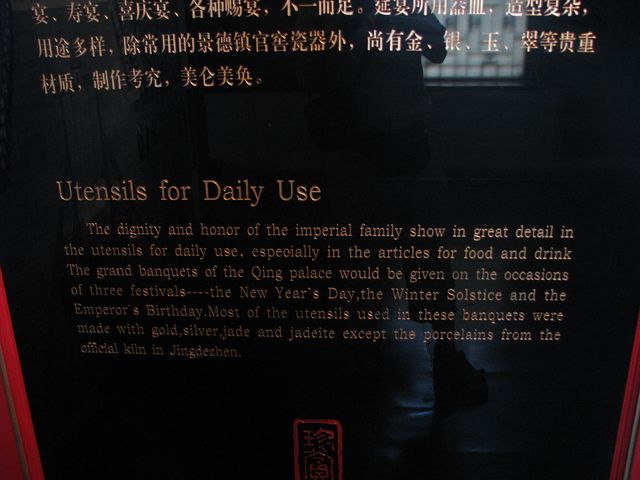 宴、寿宴、喜庆宴、各种赐宴，不一而足。筵宴所用器皿，造型复杂，
用途多样，除常用的景德镇官窑瓷器外，尚有金、银、玉、翠等贵重
材质，制作考究，美仑美奂。
Utensils for Daily Use
The dignity and honor of the imperial family show in great detail in
the utensils for daily use, espeoially in the articles for food and drink
The grand banquets of the Qing palace would be given on the occasions
of three festivals----the New Year's Day,the Winter Solstice and the
Emperor's Birthday.Most of the utensils used in these banquets were
made with gold,silver,jade and jadeite except the porcelains from the
official kiln in Jingdezhen.